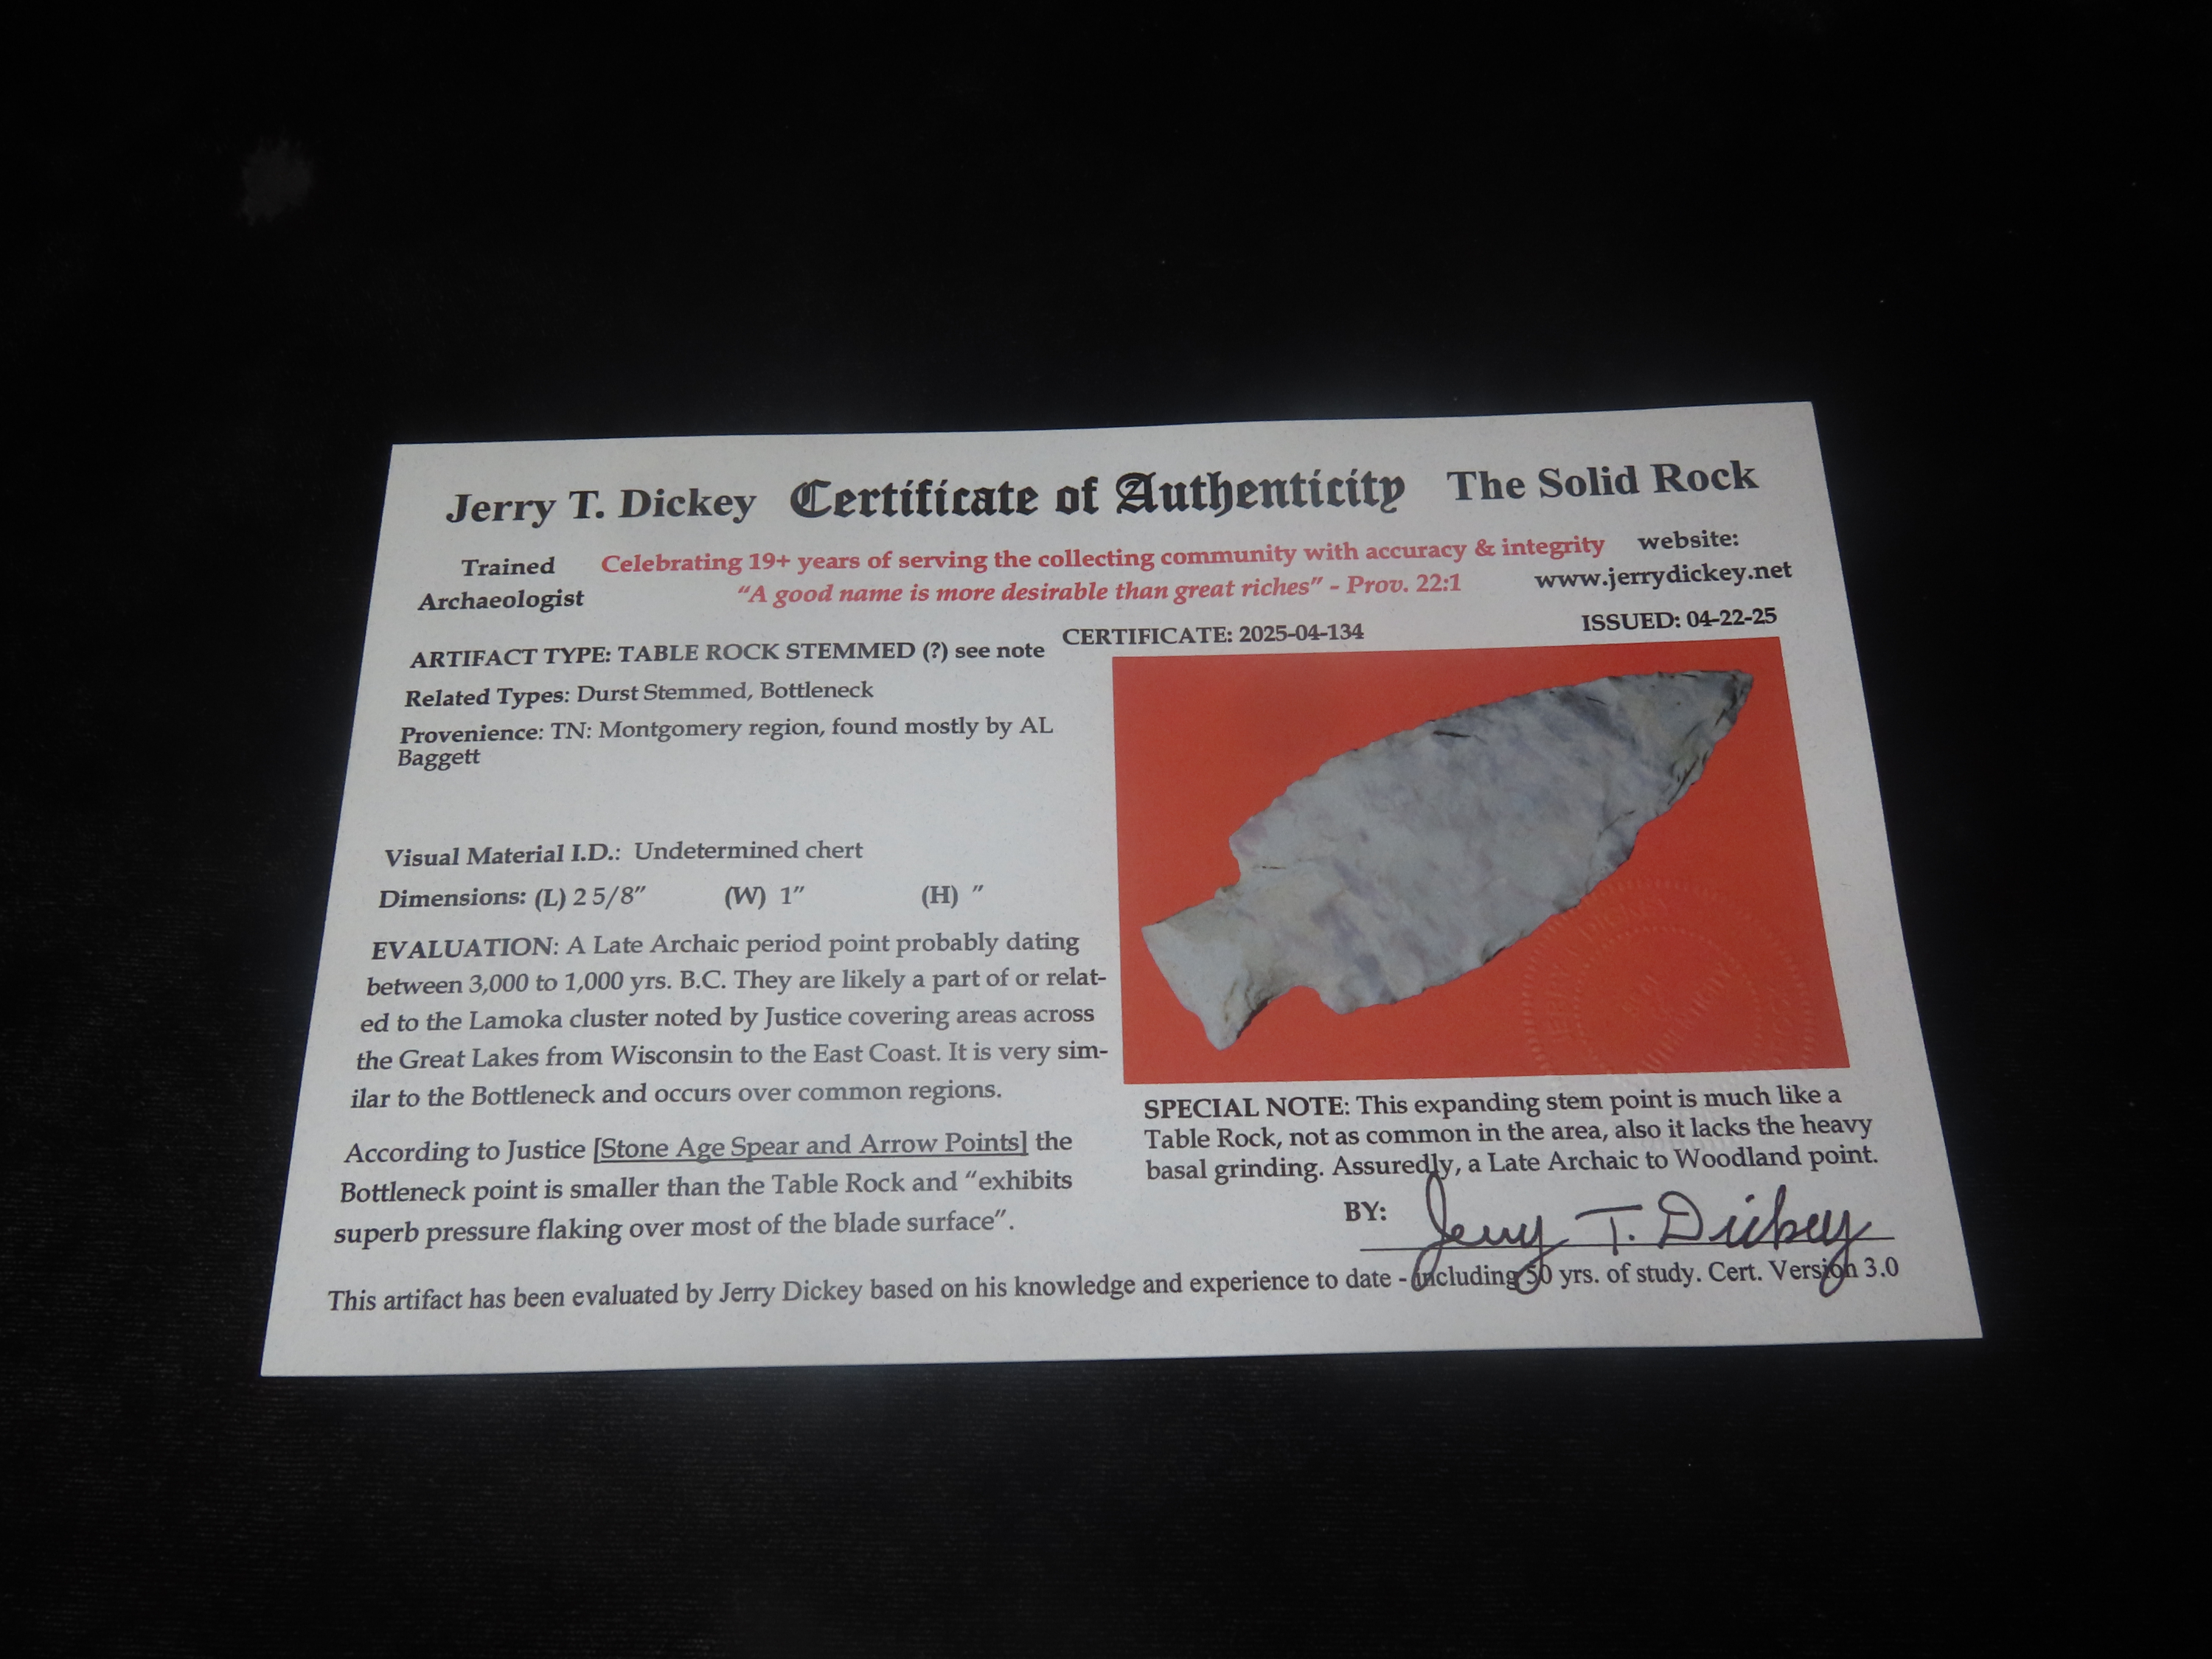 Jerry T. Dickey Certificate of Authenticity The Solid Rock
Trained
Archaeologist
Celebrating 19+ years of serving the collecting community with accuracy & integrity
"A good name is more desirable than great riches" - Prov. 22:1
website:
www.jerrydickey.net
CERTIFICATE: 2025-04-134
ISSUED: 04-22-25
ARTIFACT TYPE: TABLE ROCK STEMMED (?) see note
Related Types: Durst Stemmed, Bottleneck
Provenience: TN: Montgomery region, found mostly by AL
Baggett
Visual Material I.D.: Undetermined chert
Dimensions: (L) 2 5/8" (W) 1" (H) "
EVALUATION: A Late Archaic period point probably dating
between 3,000 to 1,000 yrs. B.C. They are likely a part of or relat-
ed to the Lamoka cluster noted by Justice covering areas across
the Great Lakes from Wisconsin to the East Coast. It is very sim-
ilar to the Bottleneck and occurs over common regions.
According to Justice [Stone Age Spear and Arrow Points] the
Bottleneck point is smaller than the Table Rock and "exhibits
superb pressure flaking over most of the blade surface".
SPECIAL NOTE: This expanding stem point is much like a
Table Rock, not as common in the area, also it lacks the heavy
basal grinding. Assuredly, a Late Archaic to Woodland point.
BY: Jerry T. Dickey
This artifact has been evaluated by Jerry Dickey based on his knowledge and experience to date - including 50 yrs. of study. Cert. Version 3.0